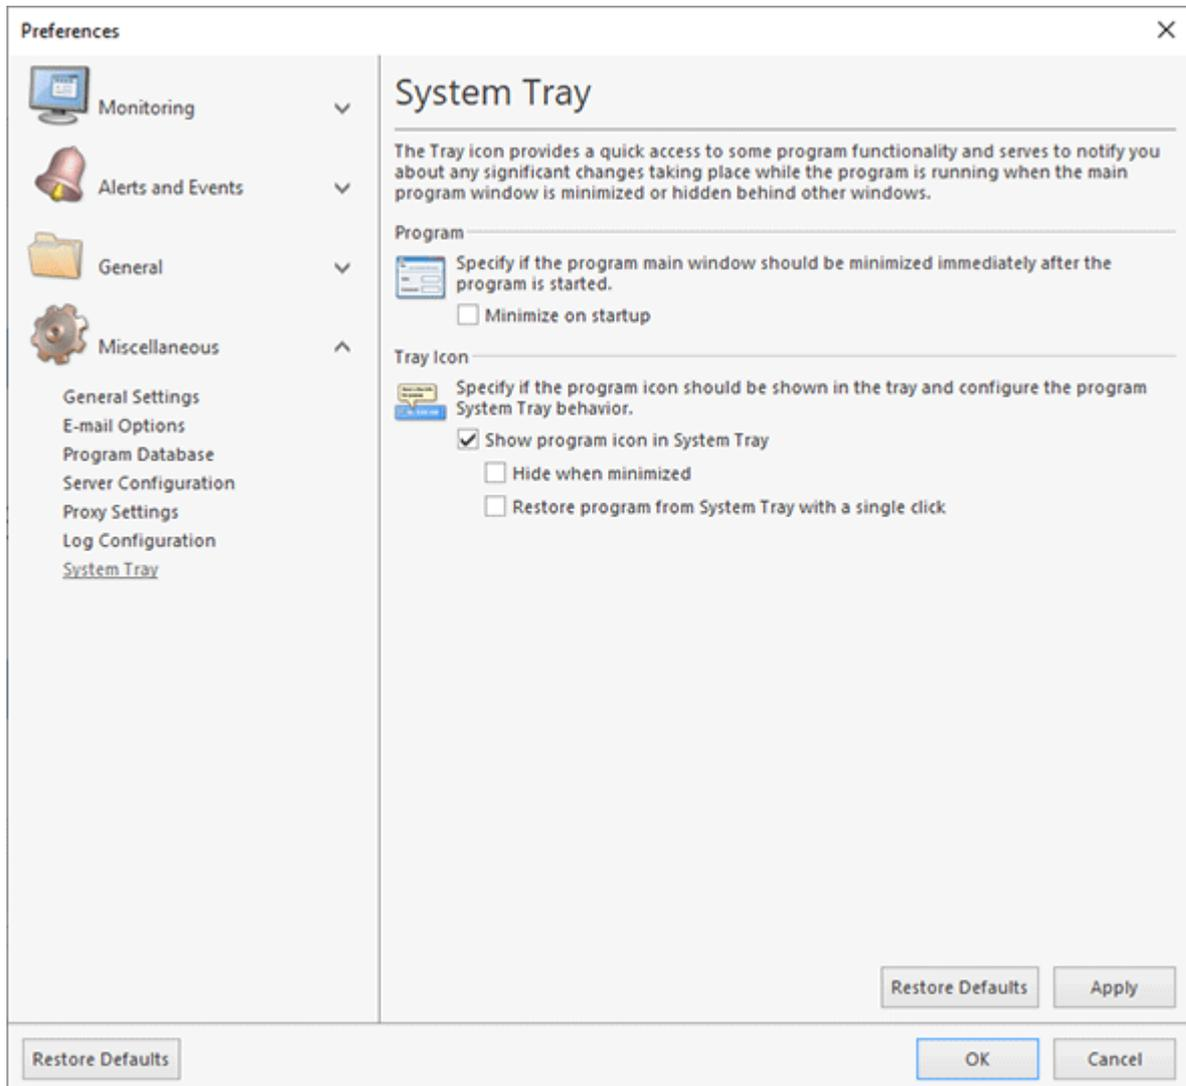 Preferences
Monitoring
Alerts and Events
General
Miscellaneous
General Settings
E-mail Options
Program Database
Server Configuration
Proxy Settings
Log Configuration
System Tray
System Tray
The Tray icon provides a quick access to some program functionality and serves to notify you
about any significant changes taking place while the program is running when the main
program window is minimized or hidden behind other windows.
Program
Specify if the program main window should be minimized immediately after the
program is started.
Minimize on startup
Tray Icon
Specify if the program icon should be shown in the tray and configure the program
System Tray behavior.
Show program icon in System Tray
Hide when minimized
Restore program from System Tray with a single click
Restore Defaults
Apply
Restore Defaults
OK
Cancel